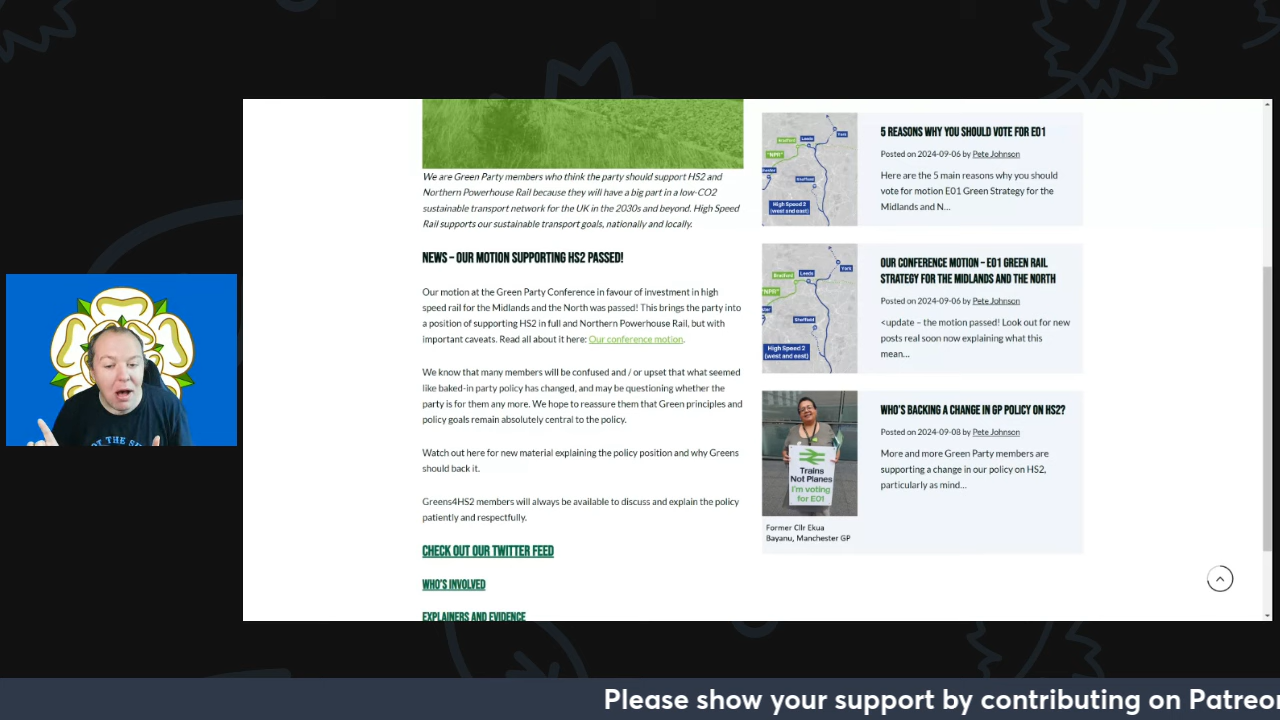 We are Green Party members who think the party should support HS2 and
Northern Powerhouse Rail because they will have a big part in a low-CO2
sustainable transport network for the UK in the 2030s and beyond. High Speed
Rail supports our sustainable transport goals, nationally and locally.
NEWS – OUR MOTION SUPPORTING HS2 PASSED!
Our motion at the Green Party Conference in favour of investment in high
speed rail for the Midlands and the North was passed! This brings the party into
a position of supporting HS2 in full and Northern Powerhouse Rail, but with
important caveats. Read all about it here: Our conference motion.
We know that many members will be confused and / or upset that what seemed
like baked-in party policy has changed, and may be questioning whether the
party is for them any more. We hope to reassure them that Green principles and
policy goals remain absolutely central to the policy.
Watch out here for new material explaining the policy position and why Greens
should back it.
Greens4HS2 members will always be available to discuss and explain the policy
patiently and respectfully.
CHECK OUT OUR TWITTER FEED
WHO'S INVOLVED
EXPLAINERS AND EVIDENCE
York
Leeds
Bradford
"NPR"
Sheffield
High Speed 2
(west and east)
5 REASONS WHY YOU SHOULD VOTE FOR E01
Posted on 2024-09-06 by Pete Johnson
Here are the 5 main reasons why you should
vote for motion E01 Green Strategy for the
Midlands and N...
York
Leeds
Bradford
"NPR"
Sheffield
High Speed 2
(west and east)
OUR CONFERENCE MOTION – E01 GREEN RAIL
STRATEGY FOR THE MIDLANDS AND THE NORTH
Posted on 2024-09-06 by Pete Johnson
<update – the motion passed! Look out for new
posts real soon now explaining what this
mean...
Trains
Not Planes
I'm voting
for E01
Former Cllr Ekua
Bayanu, Manchester GP
WHO'S BACKING A CHANGE IN GP POLICY ON HS2?
Posted on 2024-09-08 by Pete Johnson
More and more Green Party members are
supporting a change in our policy on HS2,
particularly as mind...
Please show your support by contributing on Patreo